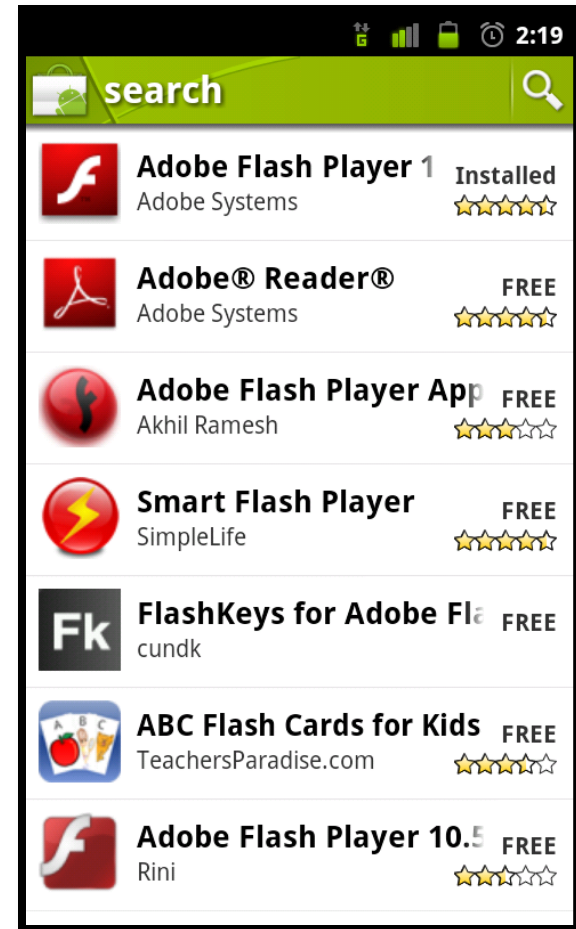 G 2:19
search
Adobe Flash Player 1
Installed
Adobe Systems
Adobe® Reader®
FREE
Adobe Systems
Adobe Flash Player App
FREE
Akhil Ramesh
Smart Flash Player
FREE
SimpleLife
Fk
FlashKeys for Adobe Fla
FREE
cundk
A B C
ABC Flash Cards for Kids
FREE
TeachersParadise.com
Adobe Flash Player 10.5
FREE
Rini